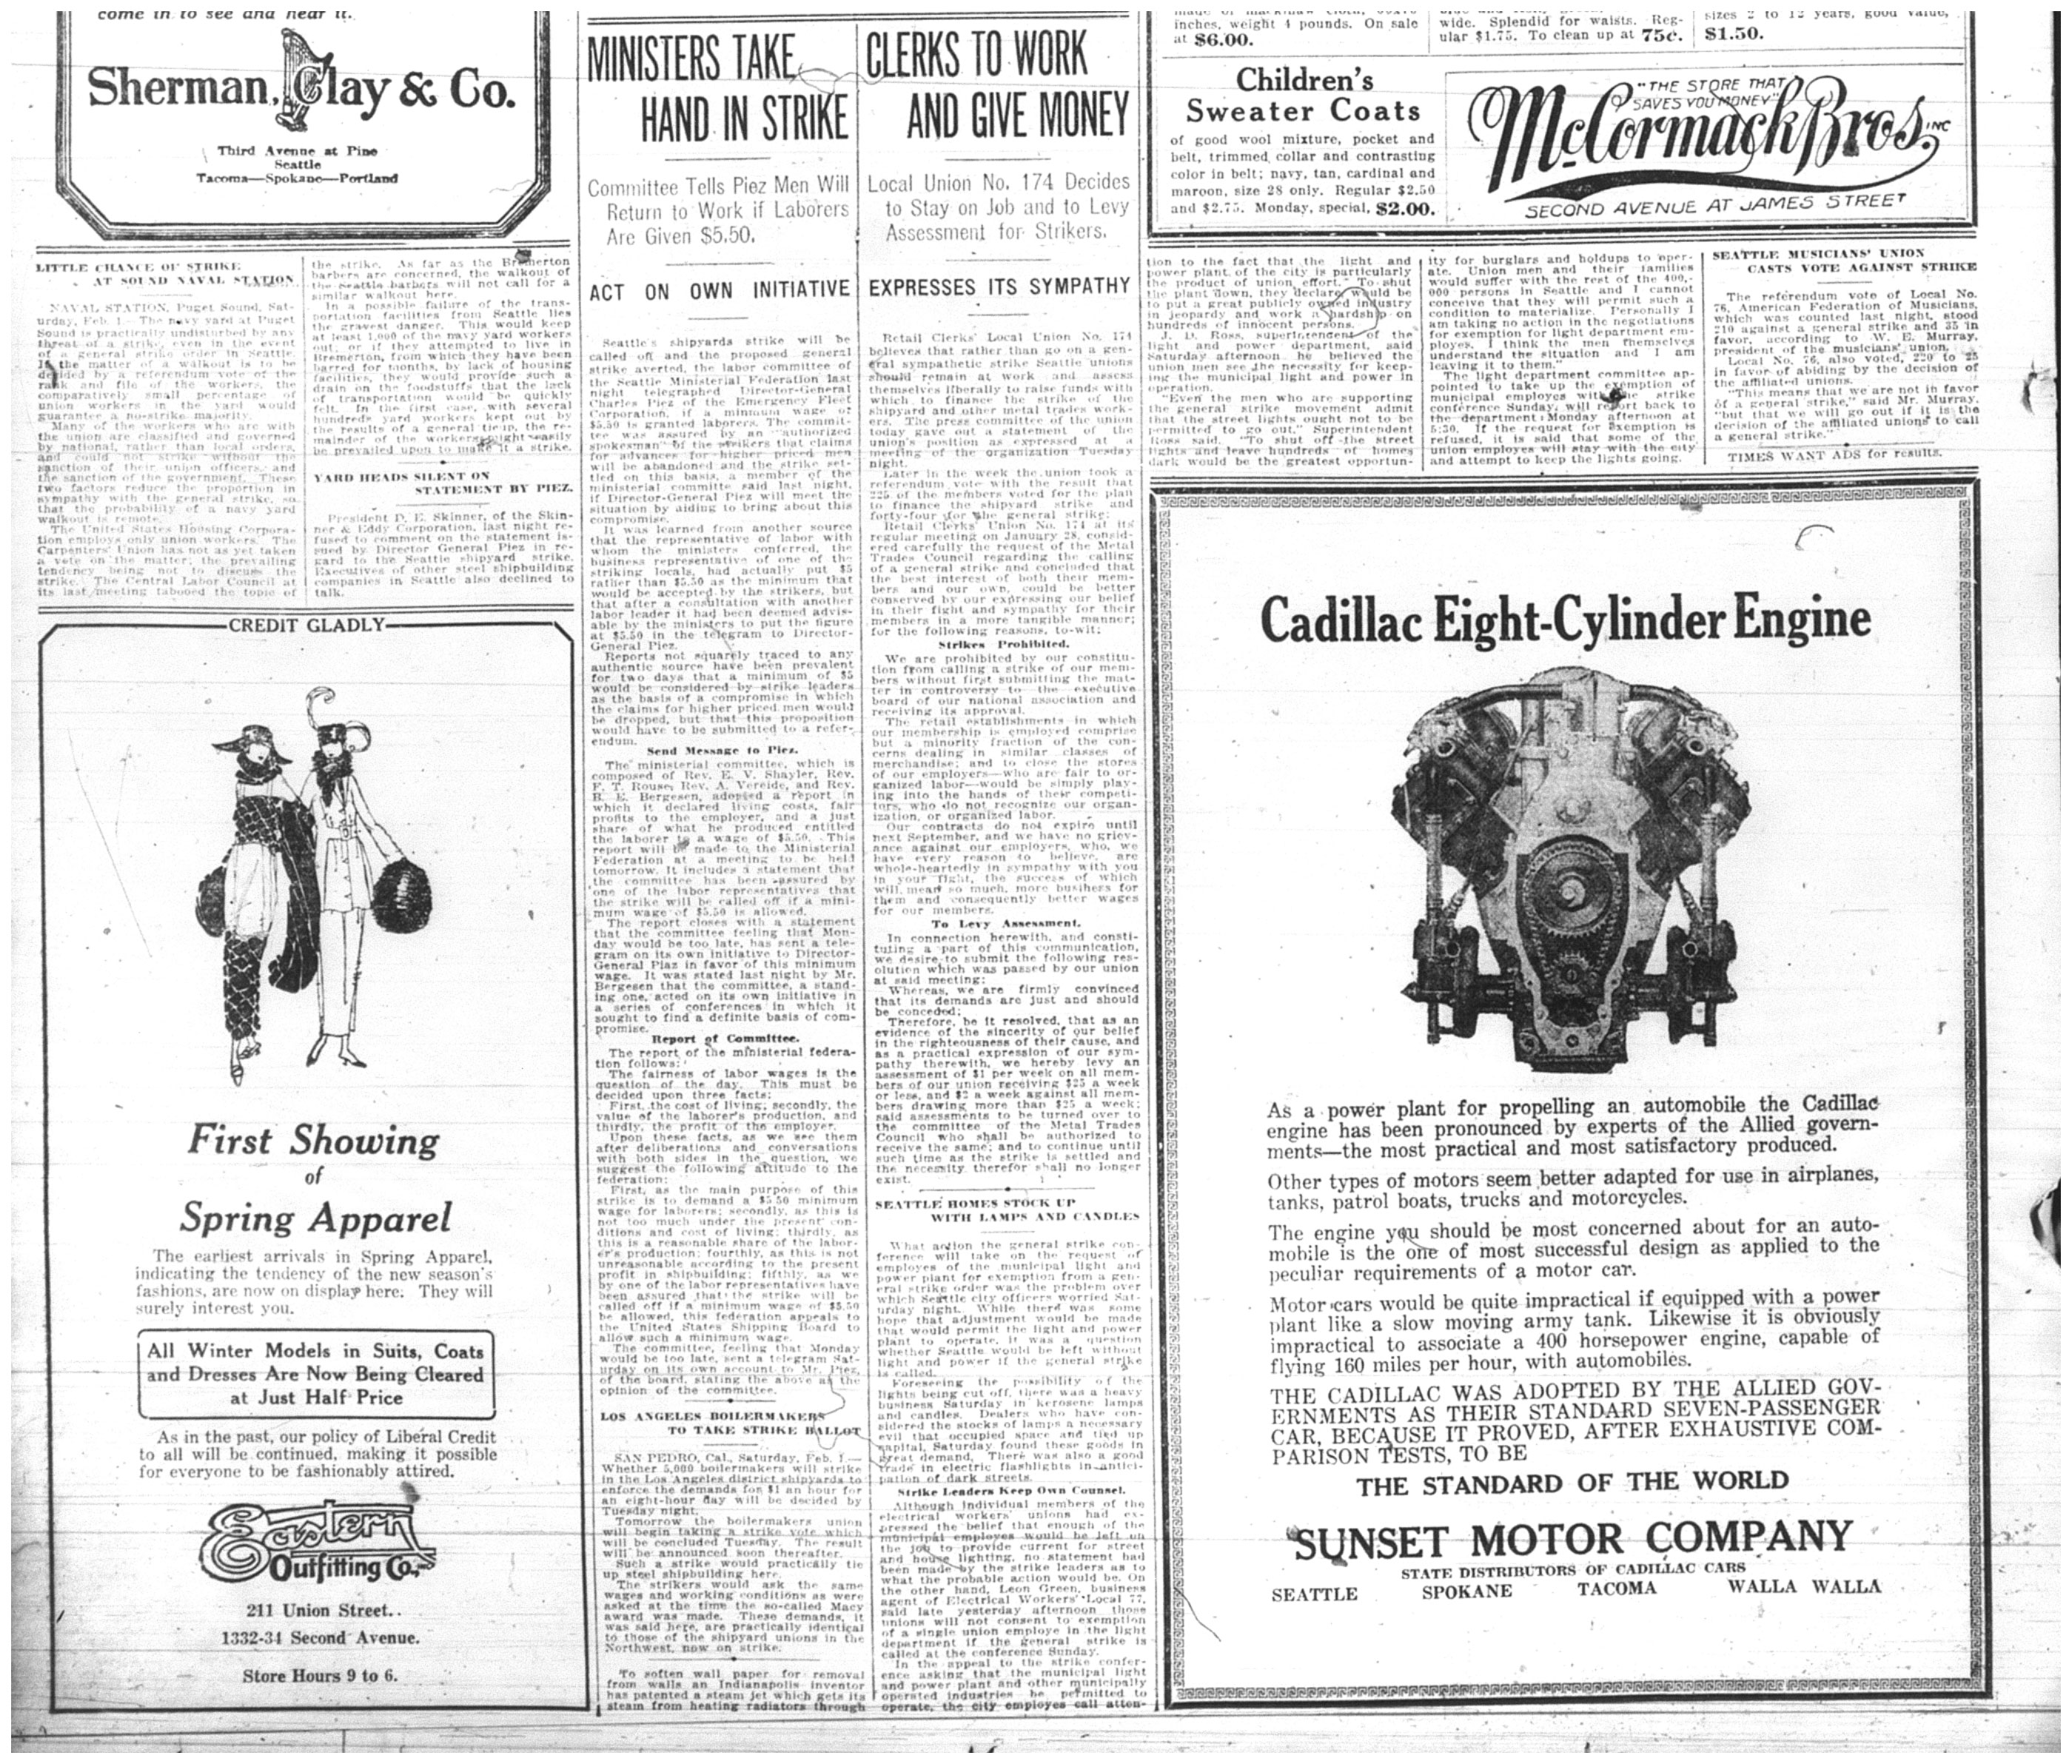 come in to see and hear it.
Sherman, Clay & Co.
Third Avenue at Pine
Seattle
Tacoma—Spokane—Portland
LITTLE CHANCE OF STRIKE
AT SOUND NAVAL STATION
NAVAL STATION, Puget Sound, Sat-
urday, Feb. 1.—The navy yard at Puget
Sound is practically undisturbed by any
threat of a strike, even in the event
of a general strike order in Seattle.
If the matter of a walkout is to be
decided by a referendum vote of the
rank and file of the workers, the
comparatively small percentage of
union workers in the yard would
guarantee a no-strike majority.
Many of the workers who are with
the union are classified and governed
by national, rather than local orders,
and could not strike without the
sanction of their union officers, and
the sanction of the government. These
two factors reduce the proportion in
sympathy with the general strike, so
that the probability of a navy yard
walkout is remote.
The United States Housing Corpora-
tion employs only union workers. The
Carpenters' Union has not as yet taken
a vote on the matter; the prevailing
tendency being not to discuss the
strike. The Central Labor Council at
its last meeting tabooed the topic of
the strike. As far as the Bremerton
barbers are concerned, the walkout of
the Seattle barbers will not call for a
similar walkout here.
In a possible failure of the trans-
portation facilities from Seattle lies
the gravest danger. This would keep
at least 1,000 of the navy yard workers
out, or if they attempted to live in
Bremerton, from which they have been
barred for months, by lack of housing
facilities, they would provide such a
drain on the foodstuffs that the lack
of transportation would be quickly
felt. In the first case, with several
hundreds yard workers kept out by
the results of a general tieup, the re-
mainder of the workers might easily
be prevailed upon to make it a strike.
YARD HEADS SILENT ON
STATEMENT BY PIEZ.
President D. E. Skinner, of the Skin-
ner & Eddy Corporation, last night re-
fused to comment on the statement is-
sued by Director General Piez in re-
gard to the Seattle shipyard strike.
Executives of other steel shipbuilding
companies in Seattle also declined to
talk.
CREDIT GLADLY
First Showing
of
Spring Apparel
The earliest arrivals in Spring Apparel,
indicating the tendency of the new season's
fashions, are now on display here. They will
surely interest you.
All Winter Models in Suits, Coats
and Dresses Are Now Being Cleared
at Just Half Price
As in the past, our policy of Liberal Credit
to all will be continued, making it possible
for everyone to be fashionably attired.
Eastern
Outfitting Co., Inc.
211 Union Street.
1332-34 Second Avenue.
Store Hours 9 to 6.
MINISTERS TAKE
HAND IN STRIKE
Committee Tells Piez Men Will
Return to Work if Laborers
Are Given $5.50.
ACT ON OWN INITIATIVE
Seattle's shipyards strike will be
called off and the proposed general
strike averted, the labor committee of
the Seattle Ministerial Federation last
night telegraphed Director-General
Charles Piez of the Emergency Fleet
Corporation, if a minimum wage of
$5.50 is granted laborers. The commit-
tee was assured by an "authorized
spokesman" of the strikers that claims
for advances for higher priced men
will be abandoned and the strike set-
tled on this basis, a member of the
ministerial committee said last night,
if Director-General Piez will meet the
situation by aiding to bring about this
compromise.
It was learned from another source
that the representative of labor with
whom the ministers conferred, the
business representative of one of the
striking locals, had actually put $5
rather than $5.50 as the minimum that
would be accepted by the strikers, but
that after a consultation with another
labor leader it had been deemed advis-
able by the ministers to put the figure
at $5.50 in the telegram to Director-
General Piez.
Reports not squarely traced to any
authentic source have been prevalent
for two days that a minimum of $5
would be considered by strike leaders
as the basis of a compromise in which
the claims for higher priced men would
be dropped, but that this proposition
would have to be submitted to a refer-
endum.
Send Message to Piez.
The ministerial committee, which is
composed of Rev. E. V. Shayler, Rev.
F. T. Rouse, Rev. A. Vereide, and Rev.
B. E. Bergesen, adopted a report in
which it declared living costs, fair
profits to the employer, and a just
share of what he produced entitled
the laborer to a wage of $5.50. This
report will be made to the Ministerial
Federation at a meeting to be held
tomorrow. It includes a statement that
the committee has been assured by
one of the labor representatives that
the strike will be called off if a mini-
mum wage of $5.50 is allowed.
The report closes with a statement
that the committee feeling that Mon-
day would be too late, has sent a tele-
gram on its own initiative to Director-
General Piaz in favor of this minimum
wage. It was stated last night by Mr.
Bergesen that the committee, a stand-
ing one, acted on its own initiative in
a series of conferences in which it
sought to find a definite basis of com-
promise.
Report of Committee.
The report of the ministerial federa-
tion follows:
The fairness of labor wages is the
question of the day. This must be
decided upon three facts:
First, the cost of living; secondly, the
value of the laborer's production, and
thirdly, the profit of the employer.
Upon these facts, as we see them
after deliberations and conversations
with both sides in the question, we
suggest the following attitude to the
federation:
First, as the main purpose of this
strike is to demand a $5.50 minimum
wage for laborers; secondly, as this is
not too much under the present con-
ditions and cost of living; thirdly, as
this is a reasonable share of the labor-
er's production; fourthly, as this is not
unreasonable according to the present
profit in shipbuilding; fifthly, as we
by one of the labor representatives have
been assured that the strike will be
called off if a minimum wage of $5.50
be allowed, this federation appeals to
the United States Shipping Board to
allow such a minimum wage.
The committee, feeling that Monday
would be too late, sent a telegram Sat-
urday on its own account to Mr. Piez,
of the board, stating the above as the
opinion of the committee.
LOS ANGELES BOILERMAKERS
TO TAKE STRIKE BALLOT
SAN PEDRO, Cal., Saturday, Feb. 1.—
Whether 5,000 boilermakers will strike
in the Los Angeles district shipyards to
enforce the demands for $1 an hour for
an eight-hour day will be decided by
Tuesday night.
Tomorrow the boilermakers union
will begin taking a strike vote which
will be concluded Tuesday. The result
will be announced soon thereafter.
Such a strike would practically tie
up steel shipbuilding here.
The strikers would ask the same
wages and working conditions as were
asked at the time the so-called Macy
award was made. These demands, it
was said here, are practically identical
to those of the shipyard unions in the
Northwest, now on strike.
To soften wall paper for removal
from walls an Indianapolis inventor
has patented a steam jet which gets its
steam from heating radiators through
CLERKS TO WORK
AND GIVE MONEY
Local Union No. 174 Decides
to Stay on Job and to Levy
Assessment for Strikers.
EXPRESSES ITS SYMPATHY
Retail Clerks' Local Union No. 174
believes that rather than go on a gen-
eral sympathetic strike Seattle unions
should remain at work and assess
themselves liberally to raise funds with
which to finance the strike of the
shipyard and other metal trades work-
ers. The press committee of the union
today gave out a statement of the
union's position as expressed at a
meeting of the organization Tuesday
night.
Later in the week the union took a
referendum vote with the result that
225 of the members voted for the plan
to finance the shipyard strike and
forty-four for the general strike:
Retail Clerks' Union No. 174 at its
regular meeting on January 28, consid-
ered carefully the request of the Metal
Trades Council regarding the calling
of a general strike and concluded that
the best interest of both their mem-
bers and our own, could be better
conserved by our expressing our belief
in their fight and sympathy for their
members in a more tangible manner;
for the following reasons, to-wit:
Strikes Prohibited.
We are prohibited by our constitu-
tion from calling a strike of our mem-
bers without first submitting the mat-
ter in controversy to the executive
board of our national association and
receiving its approval.
The retail establishments in which
our membership is employed comprise
but a minority fraction of the con-
cerns dealing in similar classes of
merchandise; and to close the stores
of our employers—who are fair to or-
ganized labor—would be simply play-
ing into the hands of their competi-
tors, who do not recognize our organ-
ization, or organized labor.
Our contracts do not expire until
next September, and we have no griev-
ance against our employers, who, we
have every reason to believe, are
whole-heartedly in sympathy with you
in your fight, the success of which
will mean so much, more business for
them and consequently better wages
for our members.
To Levy Assessment.
In connection herewith, and consti-
tuting a part of this communication,
we desire to submit the following res-
olution which was passed by our union
at said meeting:
Whereas, we are firmly convinced
that its demands are just and should
be conceded;
Therefore, be it resolved, that as an
evidence of the sincerity of our belief
in the righteousness of their cause, and
as a practical expression of our sym-
pathy therewith, we hereby levy an
assessment of $1 per week on all mem-
bers of our union receiving $25 a week
or less, and $2 a week against all mem-
bers drawing more than $25 a week;
said assessments to be turned over to
the committee of the Metal Trades
Council who shall be authorized to
receive the same; and to continue until
such time as the strike is settled and
the necessity therefor shall no longer
exist.
SEATTLE HOMES STOCK UP
WITH LAMPS AND CANDLES
What action the general strike con-
ference will take on the request of
employes of the municipal light and
power plant for exemption from a gen-
eral strike order was the problem over
which Seattle city officers worried Sat-
urday night. While there was some
hope that adjustment would be made
that would permit the light and power
plant to operate, it was a question
whether Seattle would be left without
light and power if the general strike
is called.
Foreseeing the possibility of the
lights being cut off, there was a heavy
business Saturday in kerosene lamps
and candles. Dealers who have con-
sidered the stocks of lamps a necessary
evil that occupied space and tied up
capital, Saturday found these goods in
great demand. There was also a good
trade in electric flashlights in antici-
pation of dark streets.
Strike Leaders Keep Own Counsel.
Although individual members of the
electrical workers' unions had ex-
pressed the belief that enough of the
municipal employes would be left on
the job to provide current for street
and house lighting, no statement had
been made by the strike leaders as to
what the probable action would be. On
the other hand, Leon Green, business
agent of Electrical Workers' Local 77,
said late yesterday afternoon those
unions will not consent to exemption
of a single union employe in the light
department if the general strike is
called at the conference Sunday.
In the appeal to the strike confer-
ence asking that the municipal light
and power plant and other municipally
operated industries be permitted to
operate, the city employes call atten-
inches, weight 4 pounds. On sale
at $6.00.
wide. Splendid for waists. Reg-
ular $1.75. To clean up at 75c.
sizes 2 to 12 years, good value,
$1.50.
Children's
Sweater Coats
of good wool mixture, pocket and
belt, trimmed collar and contrasting
color in belt; navy, tan, cardinal and
maroon, size 28 only. Regular $2.50
and $2.75. Monday, special, $2.00.
"THE STORE THAT
SAVES YOU MONEY"
McCormack Bros. INC
SECOND AVENUE AT JAMES STREET
tion to the fact that the light and
power plant of the city is particularly
the product of union effort. To shut
the plant down, they declare, would be
to put a great publicly owned industry
in jeopardy and work a hardship on
hundreds of innocent persons.
J. D. Ross, superintendent of the
light and power department, said
Saturday afternoon he believed the
union men see the necessity for keep-
ing the municipal light and power in
operation.
"Even the men who are supporting
the general strike movement admit
that the street lights ought not to be
permitted to go out," Superintendent
Ross said. "To shut off the street
lights and leave hundreds of homes
dark would be the greatest opportun-
ity for burglars and holdups to oper-
ate. Union men and their families
would suffer with the rest of the 400,-
000 persons in Seattle and I cannot
conceive that they will permit such a
condition to materialize. Personally I
am taking no action in the negotiations
for exemption for light department em-
ployes. I think the men themselves
understand the situation and I am
leaving it to them."
The light department committee ap-
pointed to take up the exemption of
municipal employes with the strike
conference Sunday, will report back to
the department Monday afternoon at
5:30. If the request for exemption is
refused, it is said that some of the
union employes will stay with the city
and attempt to keep the lights going.
SEATTLE MUSICIANS' UNION
CASTS VOTE AGAINST STRIKE
The referendum vote of Local No.
76, American Federation of Musicians,
which was counted last night, stood
210 against a general strike and 35 in
favor, according to W. E. Murray,
president of the musicians' union.
Local No. 76, also voted, 220 to 25
in favor of abiding by the decision of
the affiliated unions.
"This means that we are not in favor
of a general strike," said Mr. Murray,
"but that we will go out if it is the
decision of the affiliated unions to call
a general strike."
TIMES WANT ADS for results.
Cadillac Eight-Cylinder Engine
As a power plant for propelling an automobile the Cadillac
engine has been pronounced by experts of the Allied govern-
ments—the most practical and most satisfactory produced.
Other types of motors seem better adapted for use in airplanes,
tanks, patrol boats, trucks and motorcycles.
The engine you should be most concerned about for an auto-
mobile is the one of most successful design as applied to the
peculiar requirements of a motor car.
Motor cars would be quite impractical if equipped with a power
plant like a slow moving army tank. Likewise it is obviously
impractical to associate a 400 horsepower engine, capable of
flying 160 miles per hour, with automobiles.
THE CADILLAC WAS ADOPTED BY THE ALLIED GOV-
ERNMENTS AS THEIR STANDARD SEVEN-PASSENGER
CAR, BECAUSE IT PROVED, AFTER EXHAUSTIVE COM-
PARISON TESTS, TO BE
THE STANDARD OF THE WORLD
SUNSET MOTOR COMPANY
STATE DISTRIBUTORS OF CADILLAC CARS
SEATTLE SPOKANE TACOMA WALLA WALLA